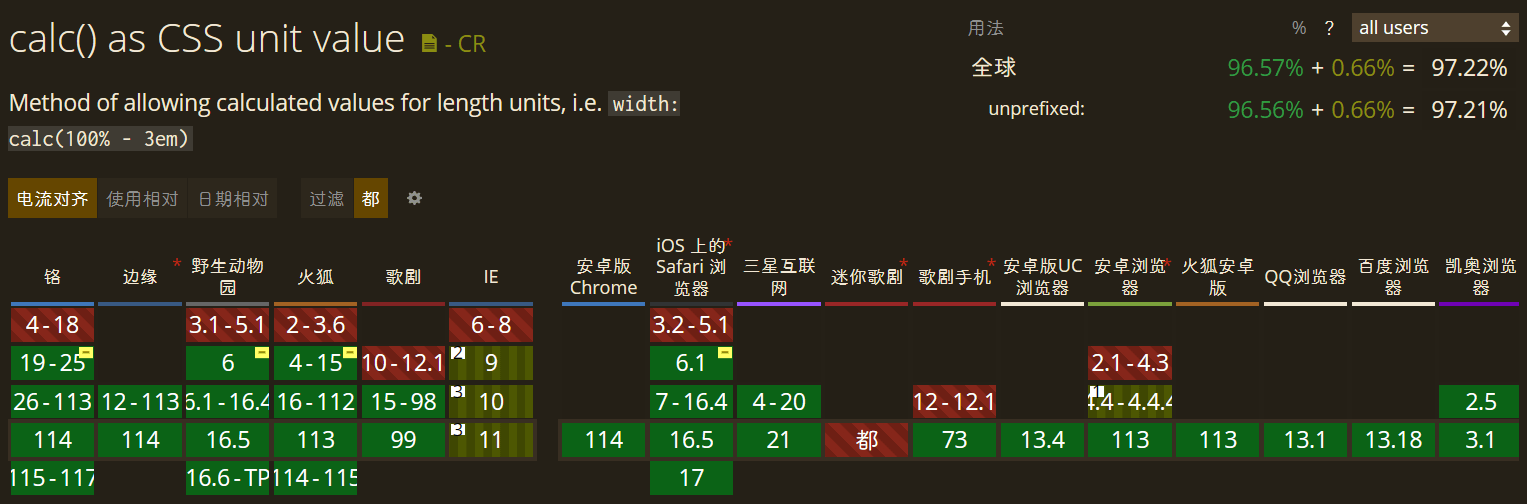 calc() as CSS unit value - CR
用法 % ? all users
全球 96.57% + 0.66% = 97.22%
unprefixed: 96.56% + 0.66% = 97.21%
Method of allowing calculated values for length units, i.e. width:
calc(100% - 3em)
电流对齐 使用相对 日期相对 过滤 都
铬
边缘 *
野生动物
园
火狐
歌剧
IE
安卓版
Chrome
iOS 上的*
Safari 浏
览器
三星互联
网
迷你歌剧*
歌剧手机*
安卓版UC
浏览器
安卓浏览*
器
火狐安卓
版
QQ浏览器
百度浏览
器
凯奥浏览
器
4-18 3.1-5.1 2-3.6 6-8 3.2-5.1
19-25 - 6 - 4-15 - 10-12.1 2 9 6.1 - 2.1-4.3
26-113 12-113 6.1-16.4 16-112 15-98 3 10 7-16.4 4-20 12-12.1 1 4.4-4.4.4 2.5
114 114 16.5 113 99 3 11 114 16.5 21 都 73 13.4 113 113 13.1 13.18 3.1
115-117 16.6-TP 114-115 17